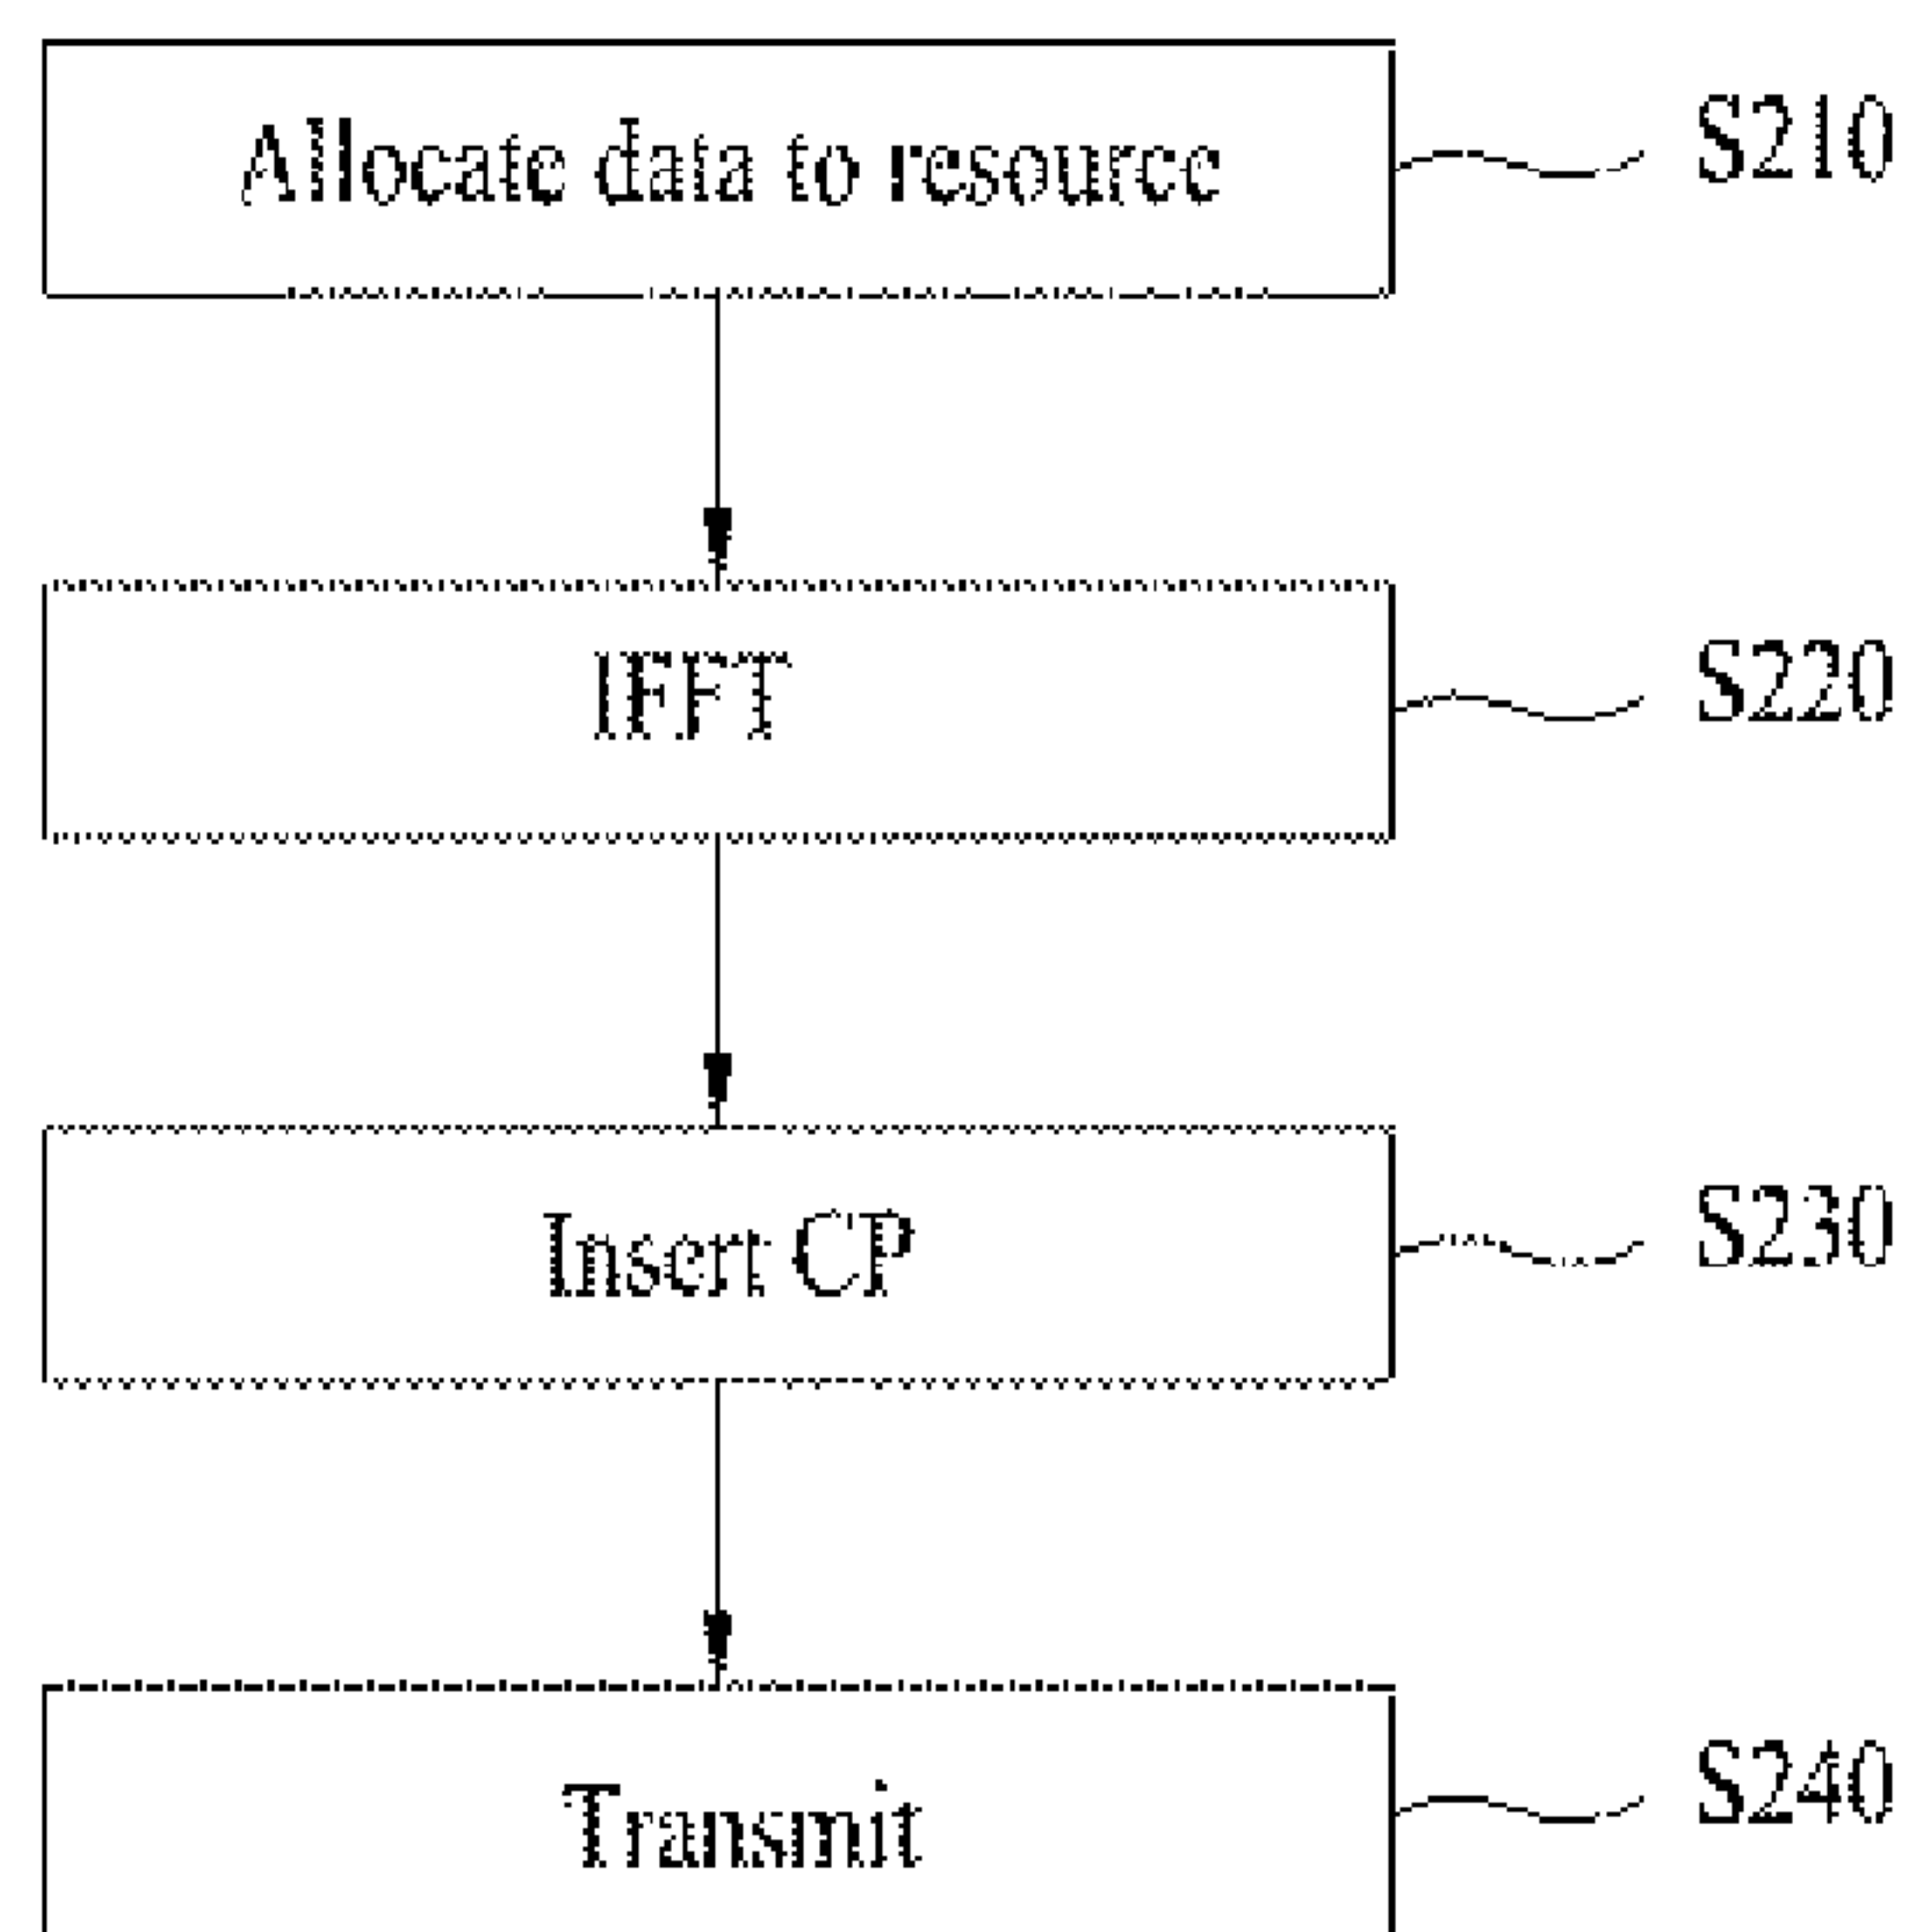 Allocate data to resource S210
IFFT S220
Insert CP S230
Transmit S240